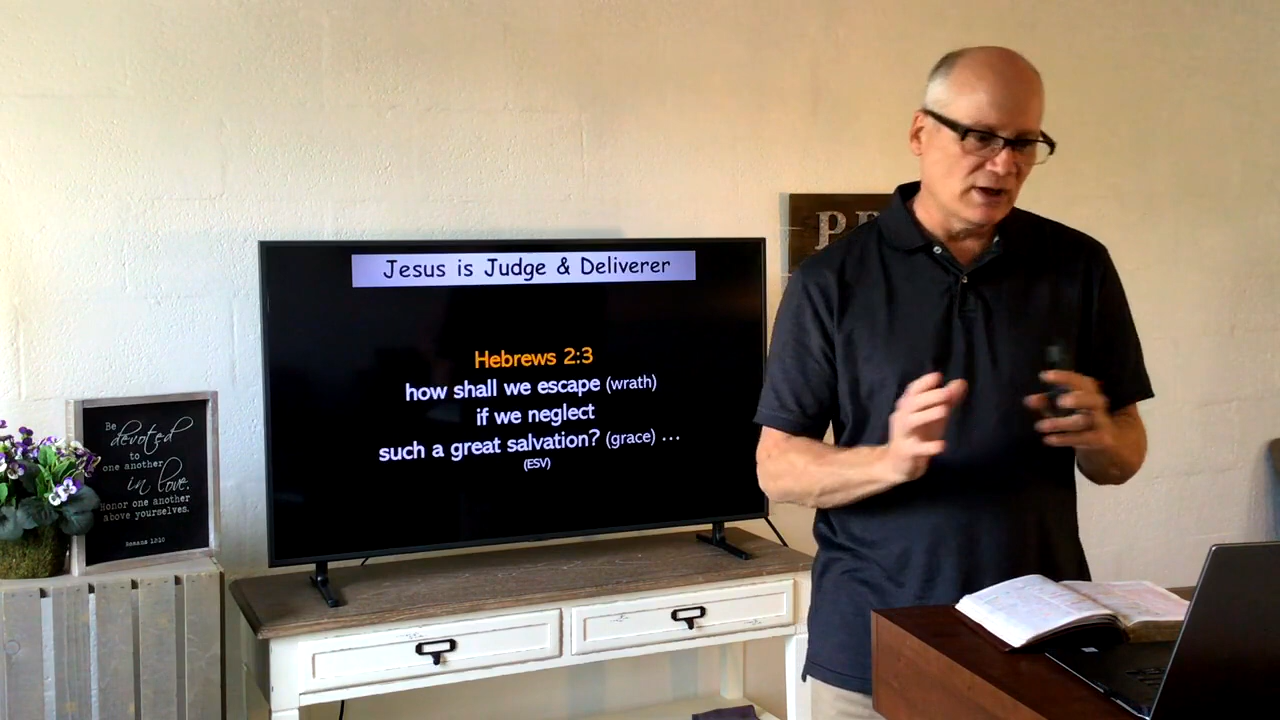 Jesus is Judge & Deliverer
Hebrews 2:3
how shall we escape (wrath)
if we neglect
such a great salvation? (grace) ...
(ESV)
Be
devoted
to
one another
in love.
Honor one another
above yourselves.
Romans 12:10